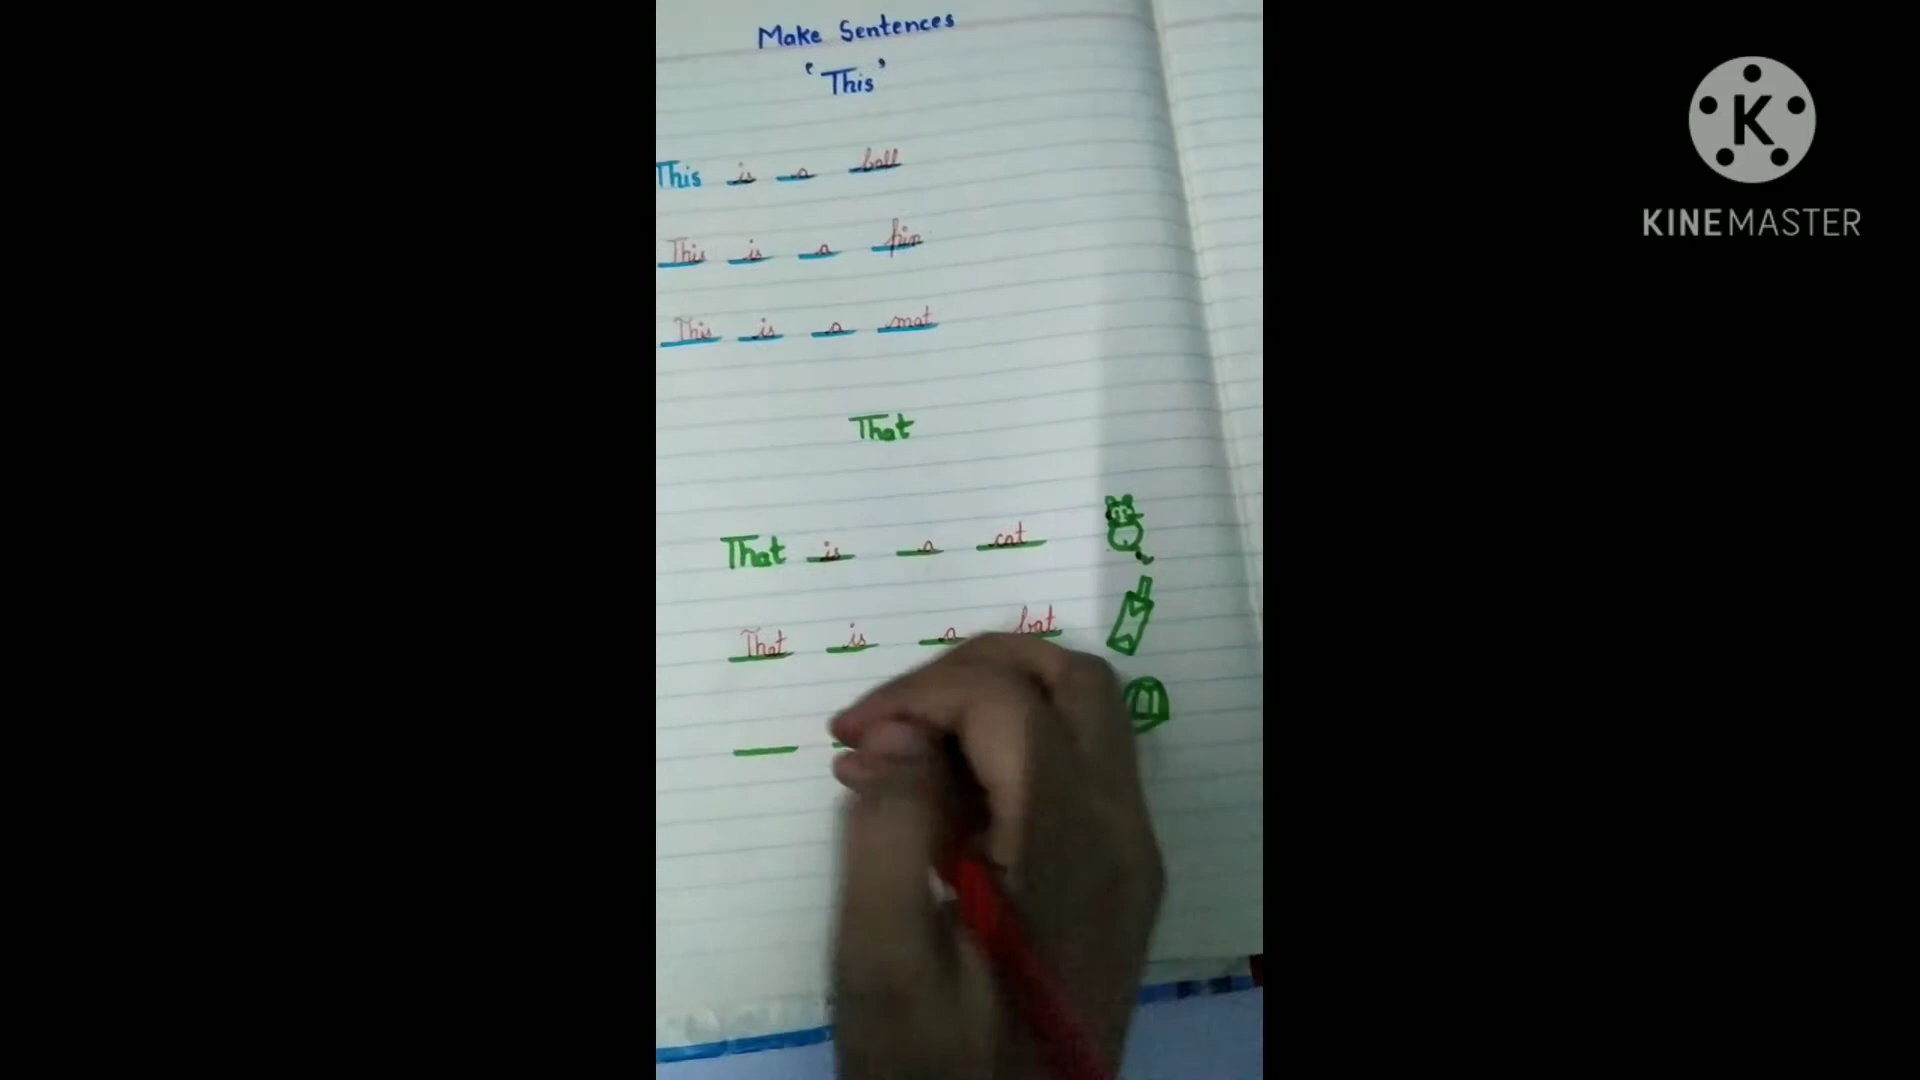 Make Sentences
'This'
This is a ball
This is a pin
This is a mat
That
That is a cat
That is a bat
K
KINEMASTER